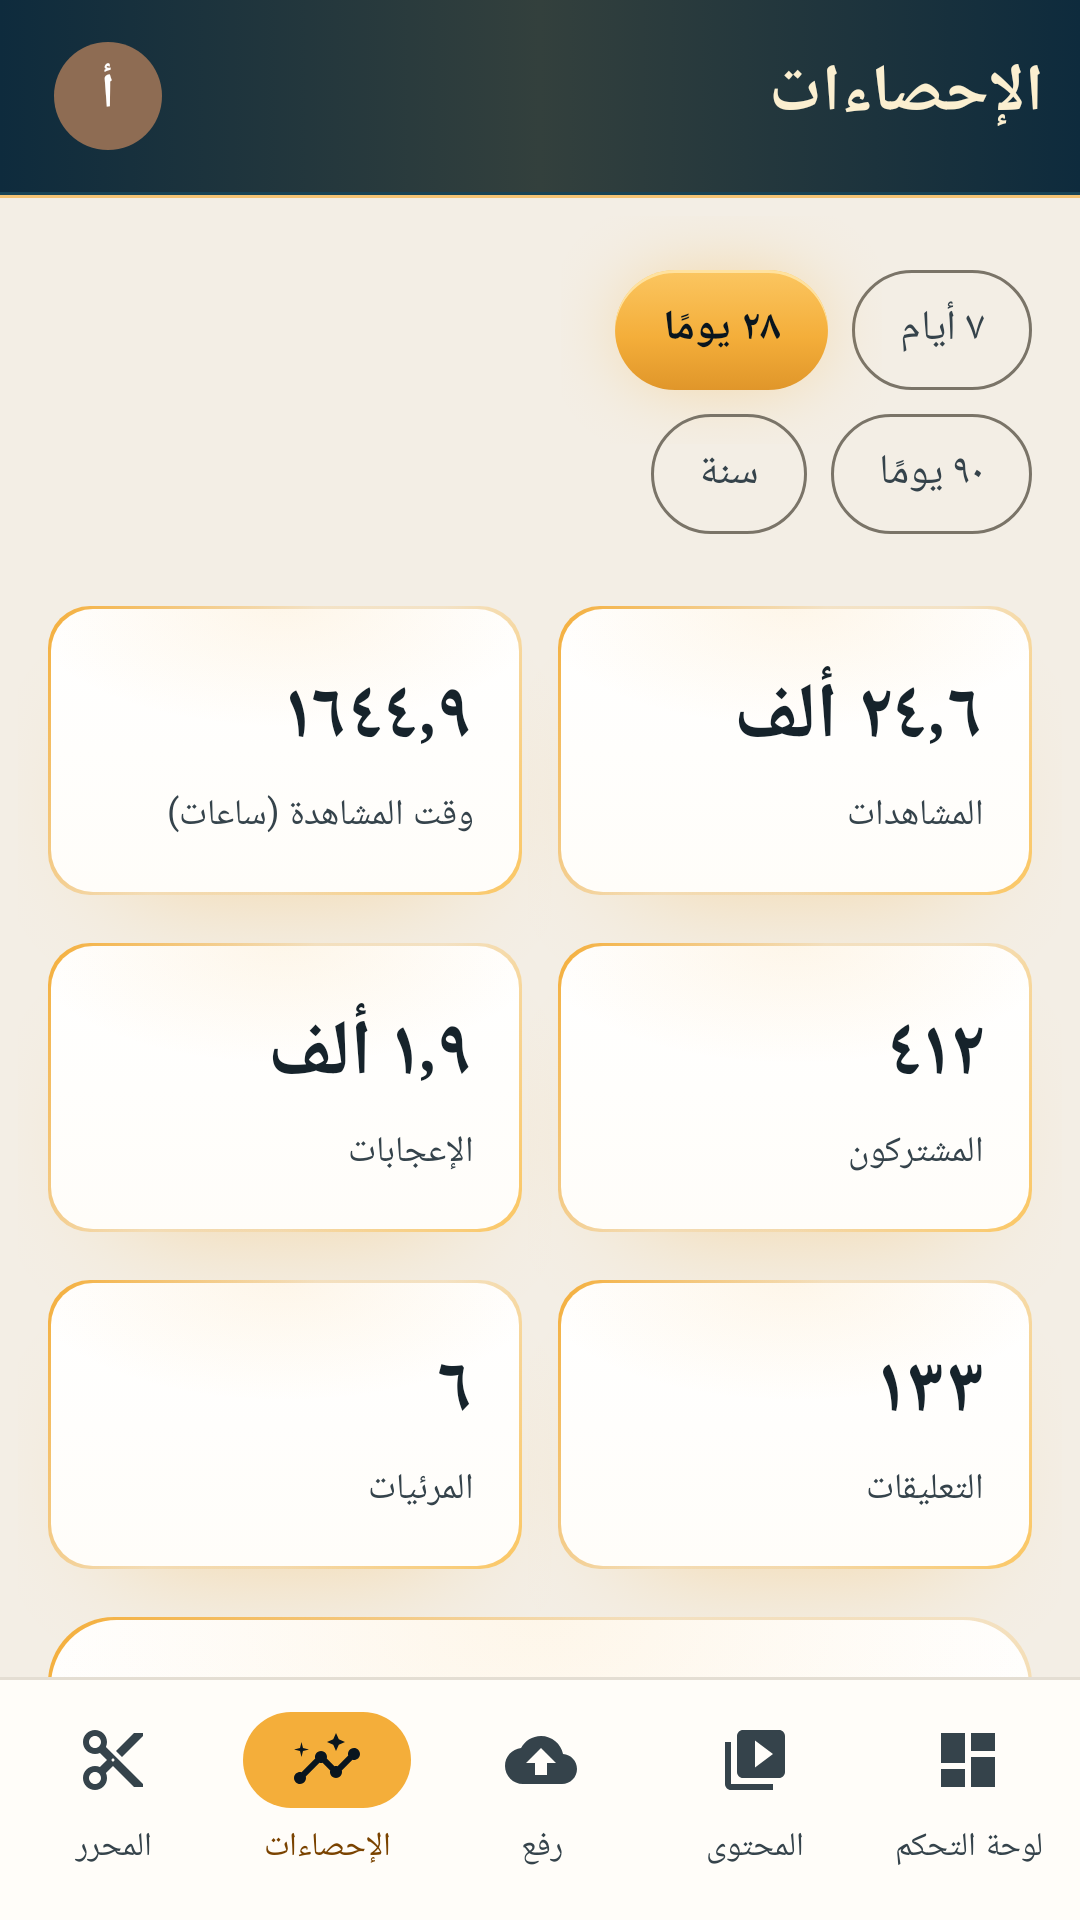 الإحصاءات
أ
٧ أيام
٢٨ يومًا
٩٠ يومًا
سنة
٢٤,٦ ألف
المشاهدات
١٦٤٤,٩
وقت المشاهدة (ساعات)
٤١٢
المشتركون
١,٩ ألف
الإعجابات
١٣٣
التعليقات
٦
المرئيات
لوحة التحكم
المحتوى
رفع
الإحصاءات
المحرر